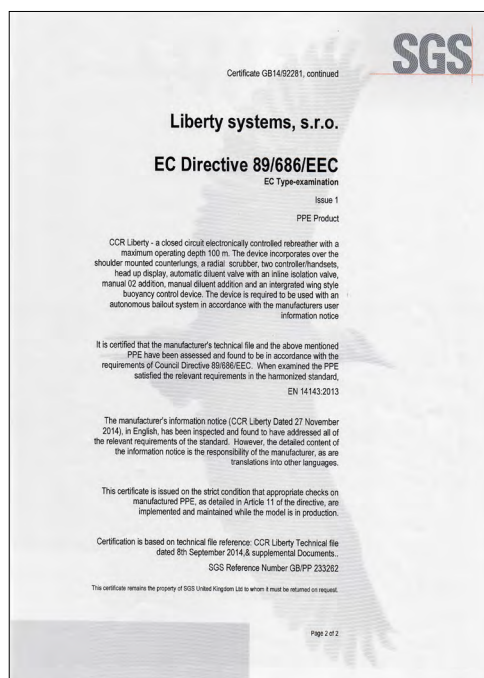 SGS
Certificate GB14/92281, continued
Liberty systems, s.r.o.
EC Directive 89/686/EEC
EC Type-examination
Issue 1
PPE Product
CCR Liberty - a closed circuit electronically controlled rebreather with a
maximum operating depth 100 m. The device incorporates over the
shoulder mounted counterlungs, a radial scrubber, two controller/handsets,
head up display, automatic diluent valve with an inline isolation valve,
manual 02 addition, manual diluent addition and an intergrated wing style
buoyancy control device. The device is required to be used with an
autonomous bailout system in accordance with the manufacturers user
information notice
It is certified that the manufacturer's technical file and the above mentioned
PPE have been assessed and found to be in accordance with the
requirements of Council Directive 89/686/EEC. When examined the PPE
satisfied the relevant requirements in the harmonized standard,
EN 14143:2013
The manufacturer's information notice (CCR Liberty Dated 27 November
2014), in English, has been inspected and found to have addressed all of
the relevant requirements of the standard. However, the detailed content of
the information notice is the responsibility of the manufacturer, as are
translations into other languages.
This certificate is issued on the strict condition that appropriate checks on
manufactured PPE, as detailed in Article 11 of the directive, are
implemented and maintained while the model is in production.
Certification is based on technical file reference: CCR Liberty Technical file
dated 8th September 2014,& supplemental Documents..
SGS Reference Number GB/PP 233262
This certificate remains the property of SGS United Kingdom Ltd to whom it must be returned on request.
Page 2 of 2